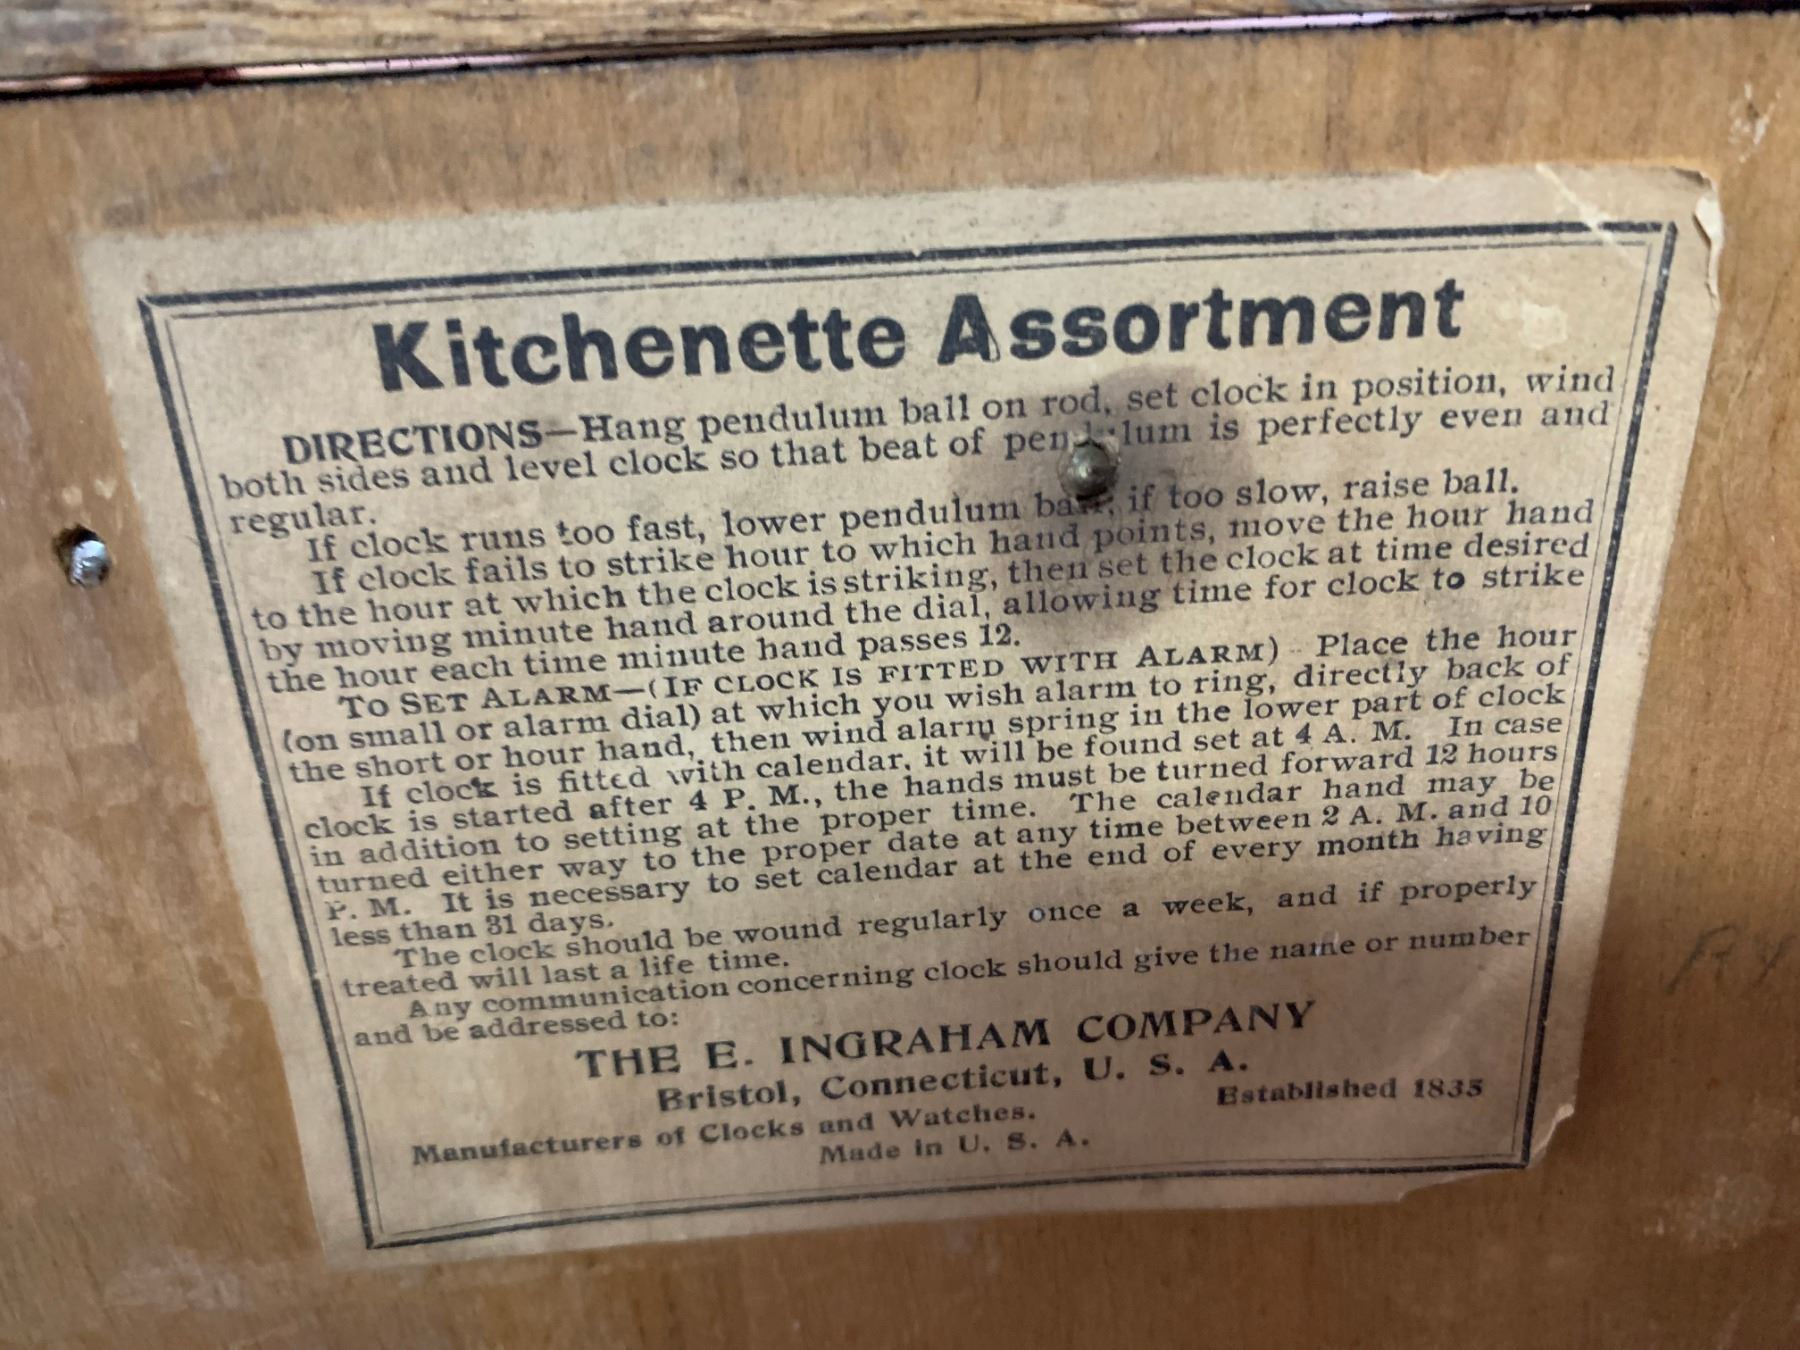 Kitchenette Assortment
DIRECTIONS—Hang pendulum ball on rod, set clock in position, wind
both sides and level clock so that beat of pendulum is perfectly even and
regular.
If clock runs too fast, lower pendulum ball, if too slow, raise ball.
If clock fails to strike hour to which hand points, move the hour hand
to the hour at which the clock is striking, then set the clock at time desired
by moving minute hand around the dial, allowing time for clock to strike
the hour each time minute hand passes 12.
TO SET ALARM—(IF CLOCK IS FITTED WITH ALARM) Place the hour
(on small or alarm dial) at which you wish alarm to ring, directly back of
the short or hour hand, then wind alarm spring in the lower part of clock
If clock is fitted with calendar, it will be found set at 4 A. M. In case
clock is started after 4 P. M., the hands must be turned forward 12 hours
in addition to setting at the proper time. The calendar hand may be
turned either way to the proper date at any time between 2 A. M. and 10
P. M. It is necessary to set calendar at the end of every month having
less than 31 days.
The clock should be wound regularly once a week, and if properly
treated will last a life time.
Any communication concerning clock should give the name or number
and be addressed to:
THE E. INGRAHAM COMPANY
Bristol, Connecticut, U. S. A.
Manufacturers of Clocks and Watches. Established 1835
Made in U. S. A.